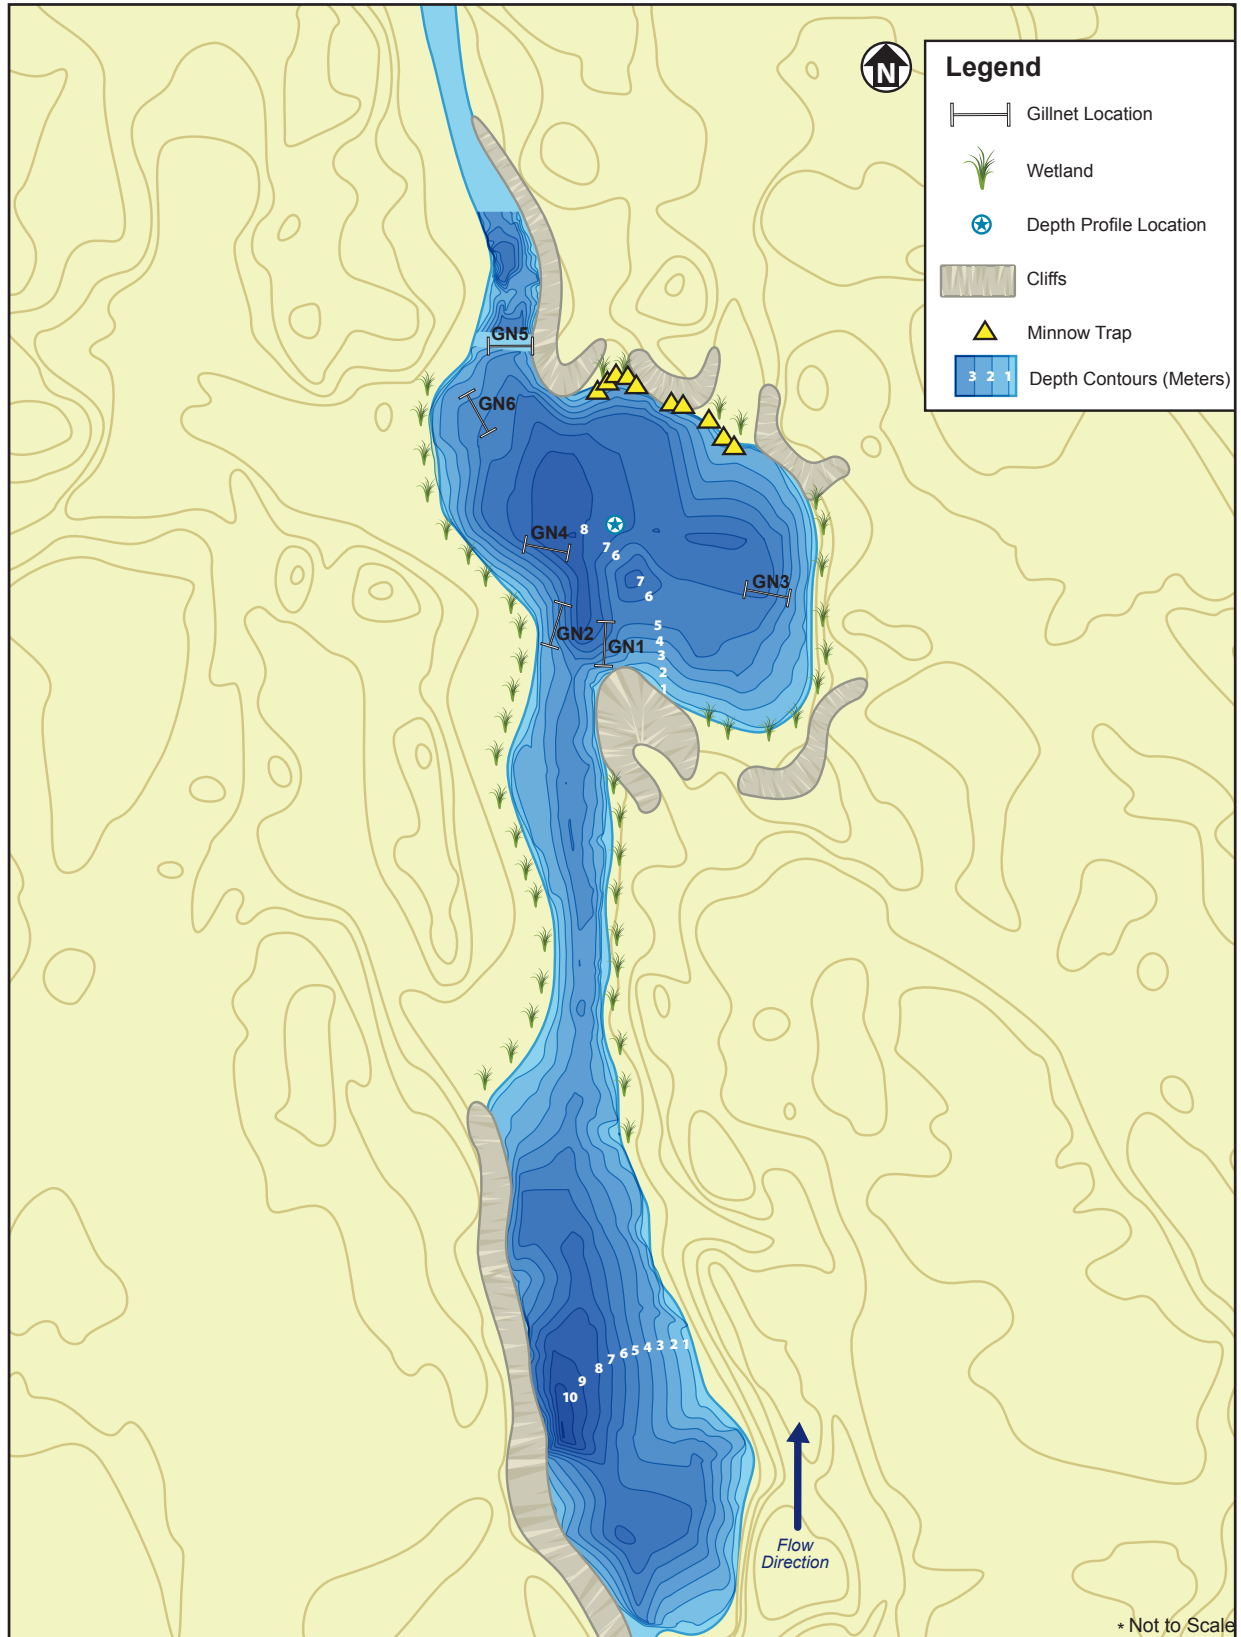 N
Legend
Gillnet Location
Wetland
Depth Profile Location
Cliffs
Minnow Trap
3 2 1
Depth Contours (Meters)
GN5
GN6
GN4
8
7
6
GN3
7
6
GN2
GN1
5
4
3
2
1
10 9 8 7 6 5 4 3 2 1
Flow
Direction
* Not to Scale